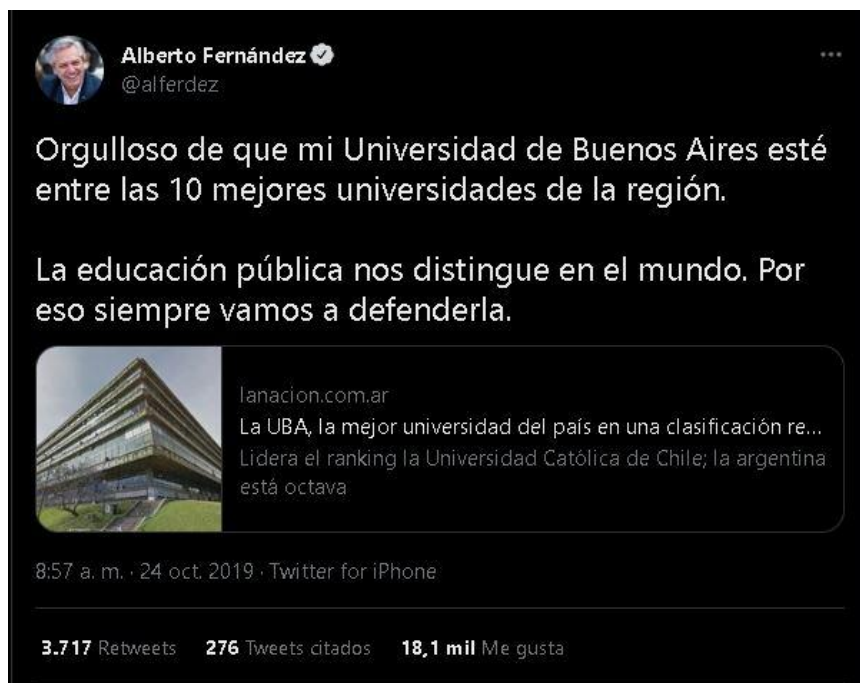 Alberto Fernández
@alferdez
Orgulloso de que mi Universidad de Buenos Aires esté
entre las 10 mejores universidades de la región.
La educación pública nos distingue en el mundo. Por
eso siempre vamos a defenderla.
lanacion.com.ar
La UBA, la mejor universidad del país en una clasificación re...
Lidera el ranking la Universidad Católica de Chile; la argentina
está octava
8:57 a. m. · 24 oct. 2019 · Twitter for iPhone
3.717 Retweets 276 Tweets citados 18,1 mil Me gusta